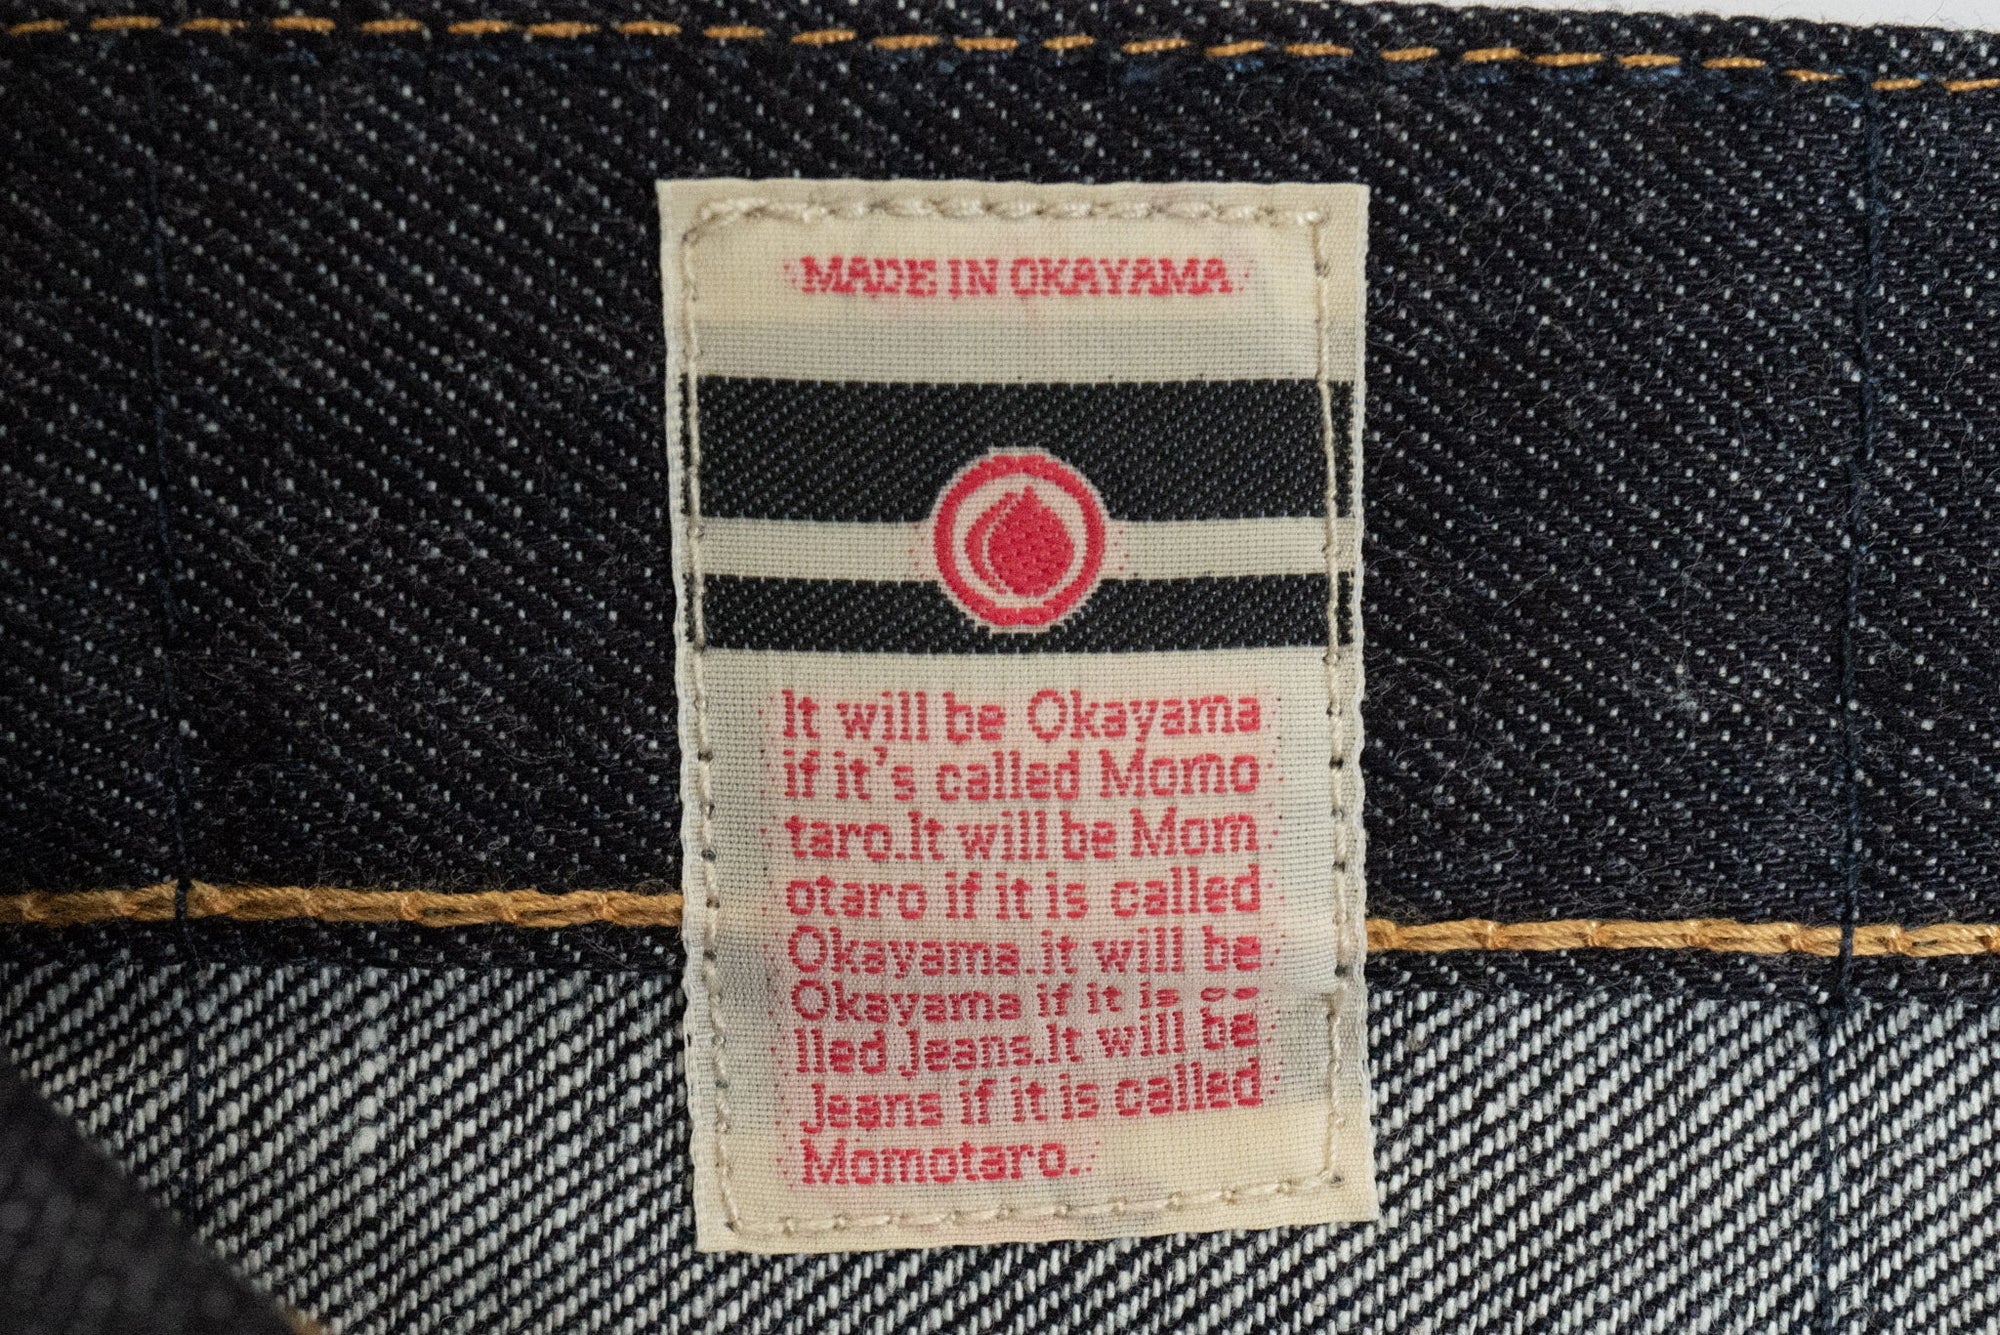 MADE IN OKAYAMA
It will be Okayama
if it's called Momo
taro.It will be Mom
otaro if it is called
Okayama.It will be
Okayama if it is ca
lled Jeans.It will be
Jeans if it is called
Momotaro.